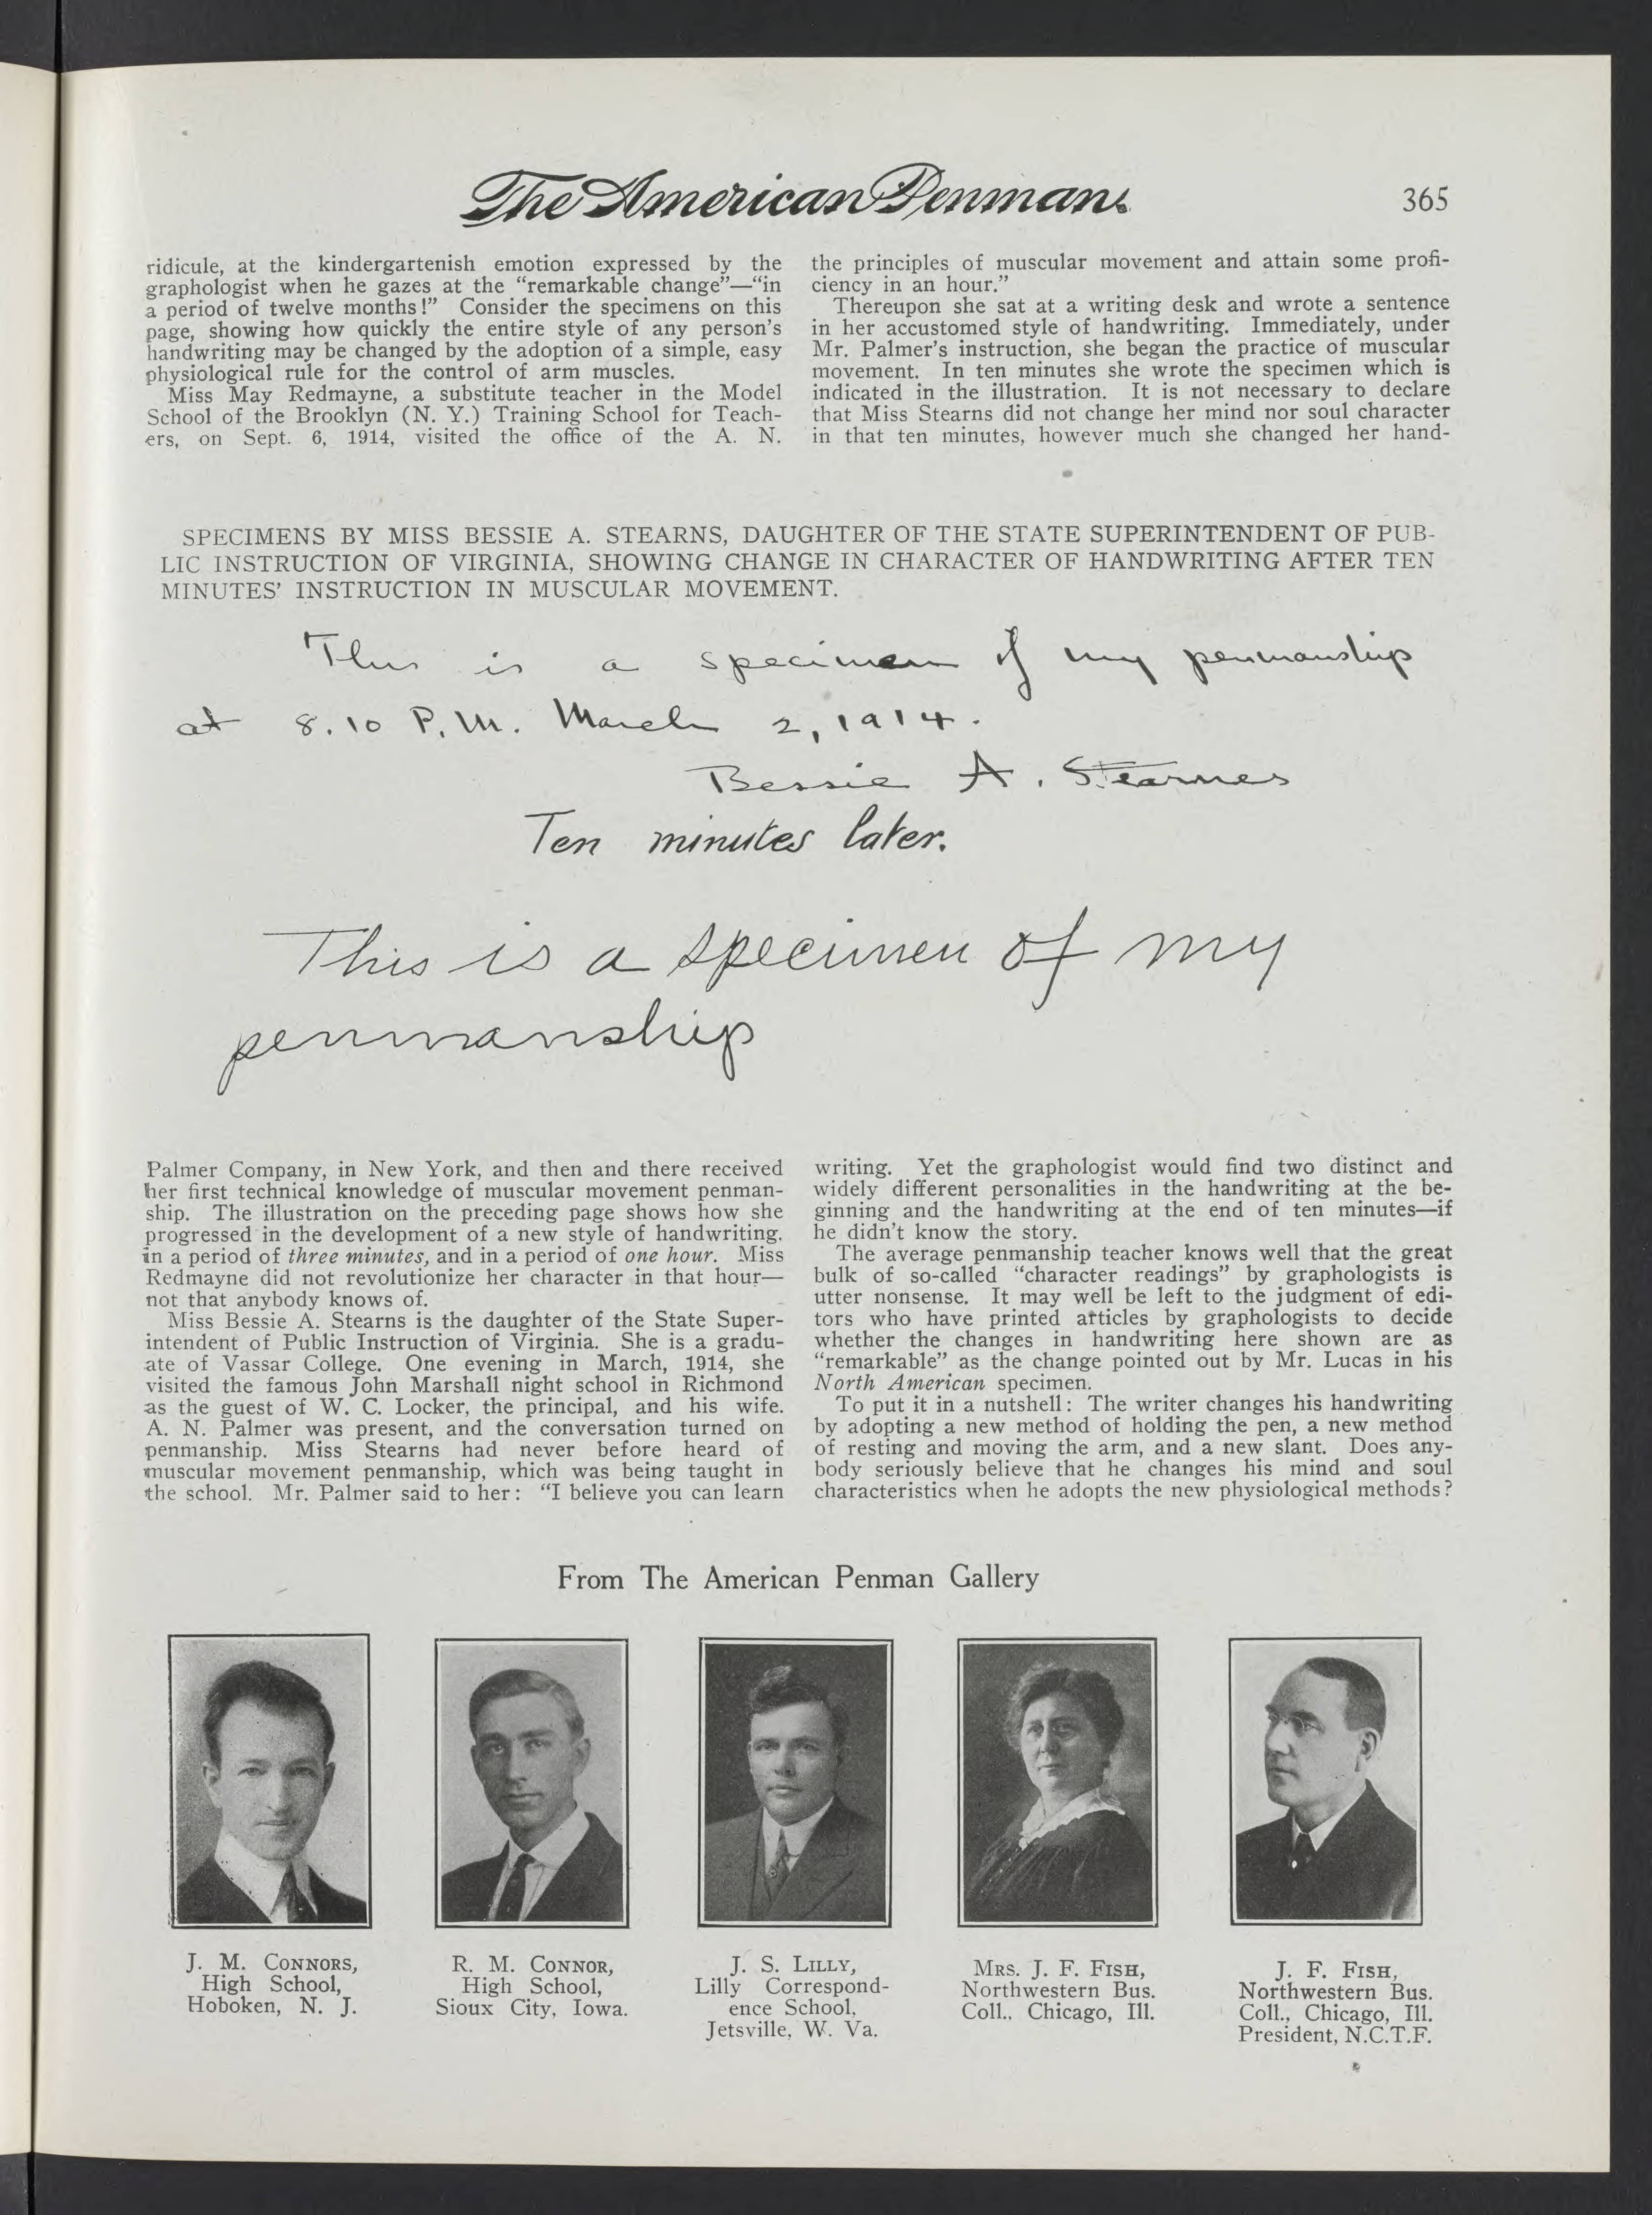 The American Penman
365
ridicule, at the kindergartenish emotion expressed by the
graphologist when he gazes at the "remarkable change"—"in
a period of twelve months!" Consider the specimens on this
page, showing how quickly the entire style of any person's
handwriting may be changed by the adoption of a simple, easy
physiological rule for the control of arm muscles.
Miss May Redmayne, a substitute teacher in the Model
School of the Brooklyn (N. Y.) Training School for Teach-
ers, on Sept. 6, 1914, visited the office of the A. N.
the principles of muscular movement and attain some profi-
ciency in an hour."
Thereupon she sat at a writing desk and wrote a sentence
in her accustomed style of handwriting. Immediately, under
Mr. Palmer's instruction, she began the practice of muscular
movement. In ten minutes she wrote the specimen which is
indicated in the illustration. It is not necessary to declare
that Miss Stearns did not change her mind nor soul character
in that ten minutes, however much she changed her hand-
SPECIMENS BY MISS BESSIE A. STEARNS, DAUGHTER OF THE STATE SUPERINTENDENT OF PUB-
LIC INSTRUCTION OF VIRGINIA, SHOWING CHANGE IN CHARACTER OF HANDWRITING AFTER TEN
MINUTES' INSTRUCTION IN MUSCULAR MOVEMENT.
This is a specimen of my penmanship
at 8.10 P.M. March 2, 1914.
Bessie A. Stearnes
Ten minutes later.
This is a specimen of my
penmanship
Palmer Company, in New York, and then and there received
her first technical knowledge of muscular movement penman-
ship. The illustration on the preceding page shows how she
progressed in the development of a new style of handwriting,
in a period of three minutes, and in a period of one hour. Miss
Redmayne did not revolutionize her character in that hour—
not that anybody knows of.
Miss Bessie A. Stearns is the daughter of the State Super-
intendent of Public Instruction of Virginia. She is a gradu-
ate of Vassar College. One evening in March, 1914, she
visited the famous John Marshall night school in Richmond
as the guest of W. C. Locker, the principal, and his wife.
A. N. Palmer was present, and the conversation turned on
penmanship. Miss Stearns had never before heard of
muscular movement penmanship, which was being taught in
the school. Mr. Palmer said to her: "I believe you can learn
writing. Yet the graphologist would find two distinct and
widely different personalities in the handwriting at the be-
ginning and the handwriting at the end of ten minutes—if
he didn't know the story.
The average penmanship teacher knows well that the great
bulk of so-called "character readings" by graphologists is
utter nonsense. It may well be left to the judgment of edi-
tors who have printed articles by graphologists to decide
whether the changes in handwriting here shown are as
"remarkable" as the change pointed out by Mr. Lucas in his
North American specimen.
To put it in a nutshell: The writer changes his handwriting
by adopting a new method of holding the pen, a new method
of resting and moving the arm, and a new slant. Does any-
body seriously believe that he changes his mind and soul
characteristics when he adopts the new physiological methods?
From The American Penman Gallery
J. M. CONNORS,
High School,
Hoboken, N. J.
R. M. CONNOR,
High School,
Sioux City, Iowa.
J. S. LILLY,
Lilly Correspond-
ence School,
Jetsville, W. Va.
MRS. J. F. FISH,
Northwestern Bus.
Coll., Chicago, Ill.
J. F. FISH,
Northwestern Bus.
Coll., Chicago, Ill.
President, N.C.T.F.